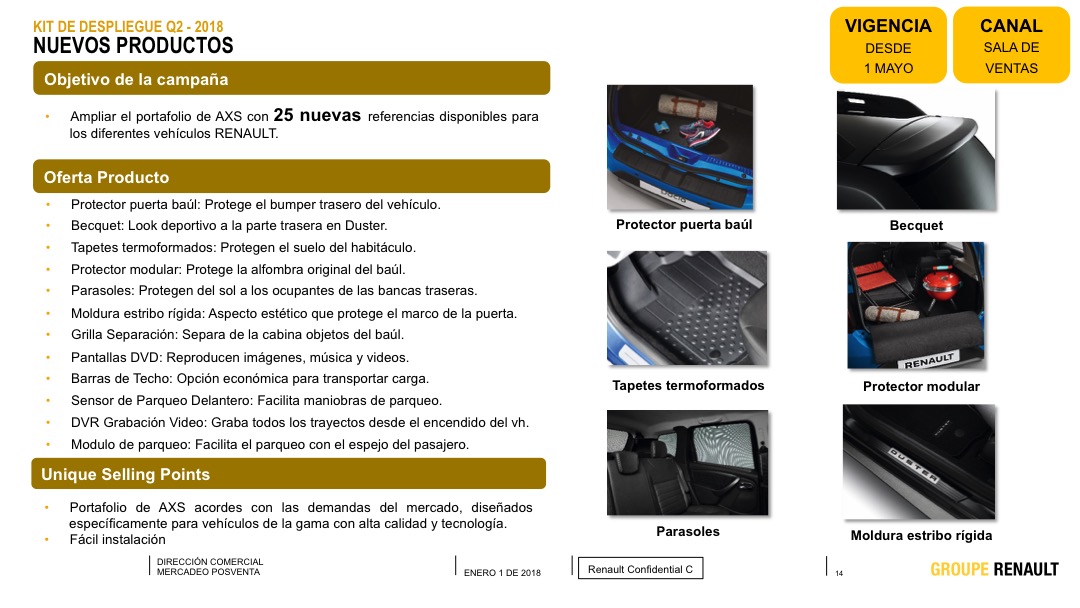 KIT DE DESPLIEGUE Q2 - 2018
NUEVOS PRODUCTOS
VIGENCIA
DESDE
1 MAYO
CANAL
SALA DE
VENTAS
Objetivo de la campaña
• Ampliar el portafolio de AXS con 25 nuevas referencias disponibles para
los diferentes vehículos RENAULT.
Oferta Producto
• Protector puerta baúl: Protege el bumper trasero del vehículo.
• Becquet: Look deportivo a la parte trasera en Duster.
• Tapetes termoformados: Protegen el suelo del habitáculo.
• Protector modular: Protege la alfombra original del baúl.
• Parasoles: Protegen del sol a los ocupantes de las bancas traseras.
• Moldura estribo rígida: Aspecto estético que protege el marco de la puerta.
• Grilla Separación: Separa de la cabina objetos del baúl.
• Pantallas DVD: Reproducen imágenes, música y videos.
• Barras de Techo: Opción económica para transportar carga.
• Sensor de Parqueo Delantero: Facilita maniobras de parqueo.
• DVR Grabación Video: Graba todos los trayectos desde el encendido del vh.
• Modulo de parqueo: Facilita el parqueo con el espejo del pasajero.
Unique Selling Points
• Portafolio de AXS acordes con las demandas del mercado, diseñados
específicamente para vehículos de la gama con alta calidad y tecnología.
• Fácil instalación
Protector puerta baúl
Becquet
Tapetes termoformados
RENAULT
Protector modular
Parasoles
DUSTER
Moldura estribo rígida
DIRECCIÓN COMERCIAL
MERCADEO POSVENTA
ENERO 1 DE 2018
Renault Confidential C
14
GROUPE RENAULT